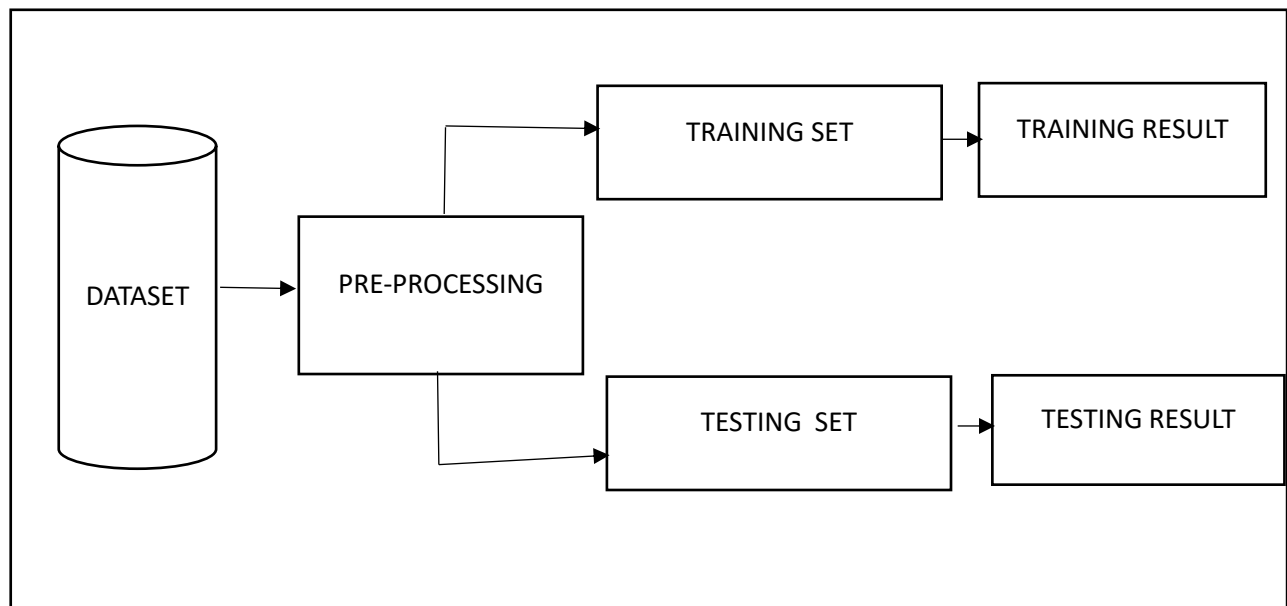 DATASET
PRE-PROCESSING
TRAINING SET
TRAINING RESULT
TESTING  SET
TESTING RESULT